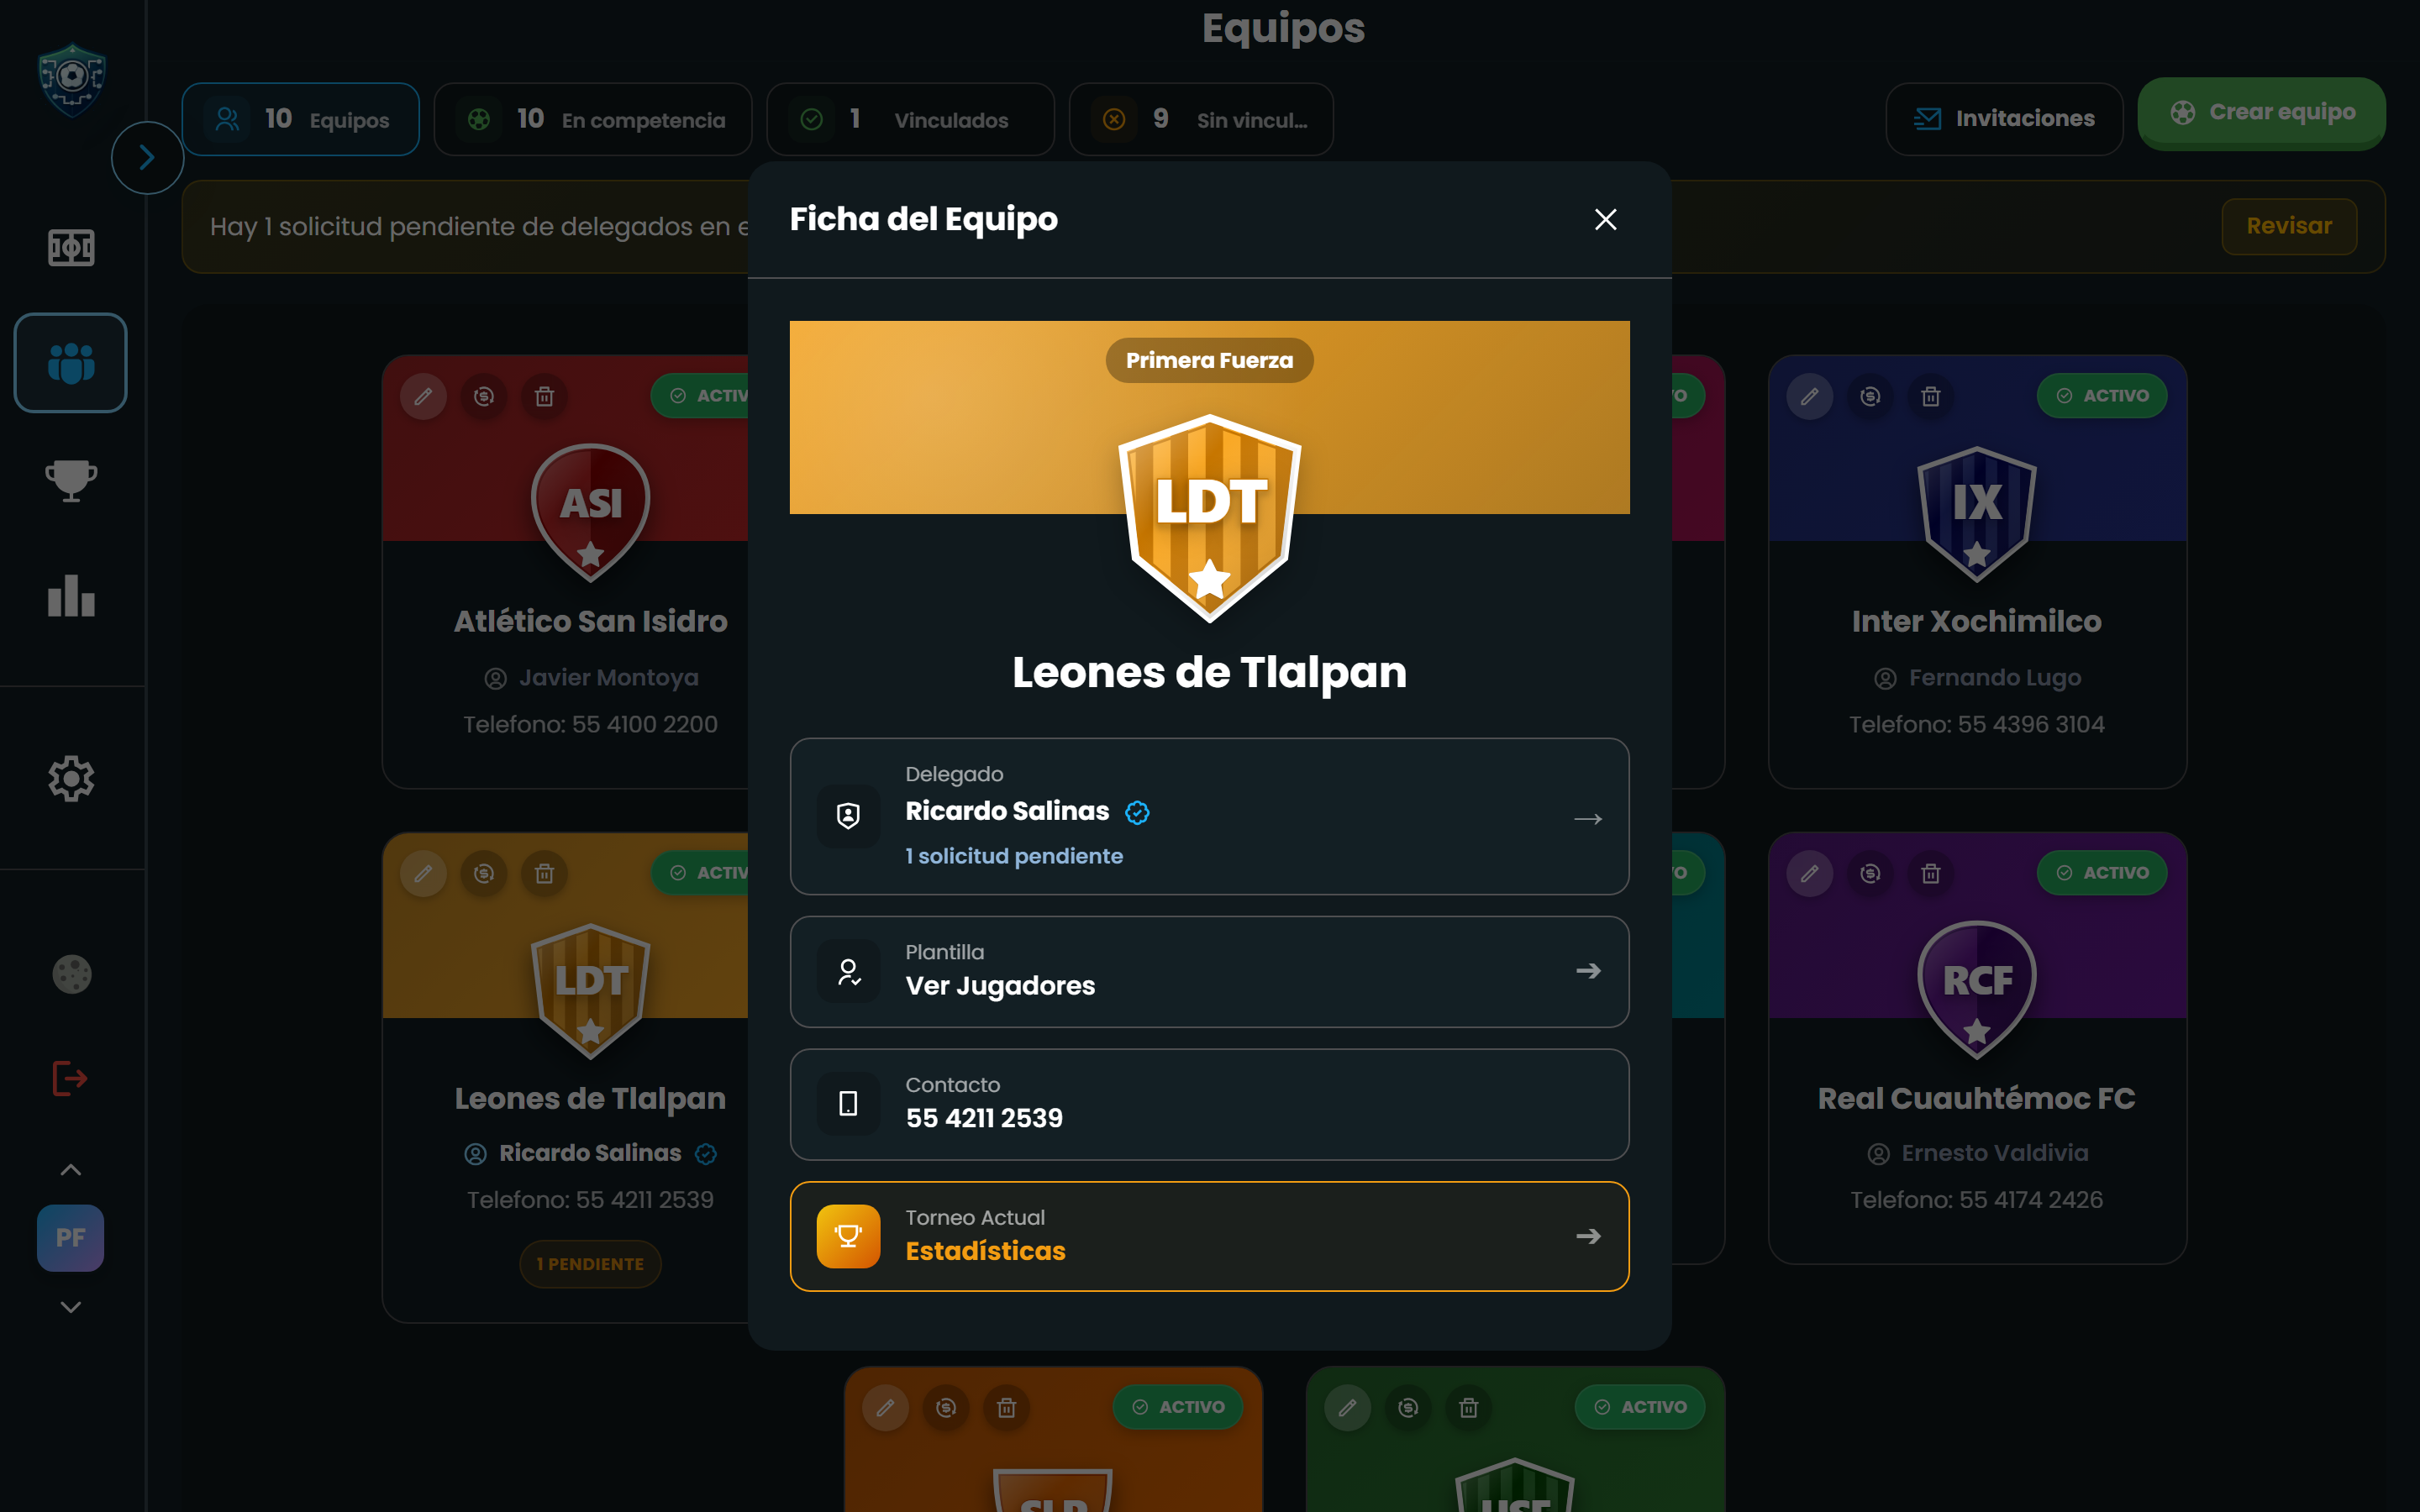 Equipos
10 Equipos
10 En competencia
1 Vinculados
9 Sin vincul...
Invitaciones
Crear equipo
Hay 1 solicitud pendiente de delegados en
Revisar
Ficha del Equipo
Primera Fuerza
LDT
Leones de Tlalpan
Delegado
Ricardo Salinas
1 solicitud pendiente
Plantilla
Ver Jugadores
Contacto
55 4211 2539
Torneo Actual
Estadísticas
ACTIV
ASI
Atlético San Isidro
Javier Montoya
Telefono: 55 4100 2200
ACTIVO
IX
Inter Xochimilco
Fernando Lugo
Telefono: 55 4396 3104
ACTIV
LDT
Leones de Tlalpan
Ricardo Salinas
Telefono: 55 4211 2539
1 PENDIENTE
ACTIVO
RCF
Real Cuauhtémoc FC
Ernesto Valdivia
Telefono: 55 4174 2426
PF
ACTIVO
ACTIVO